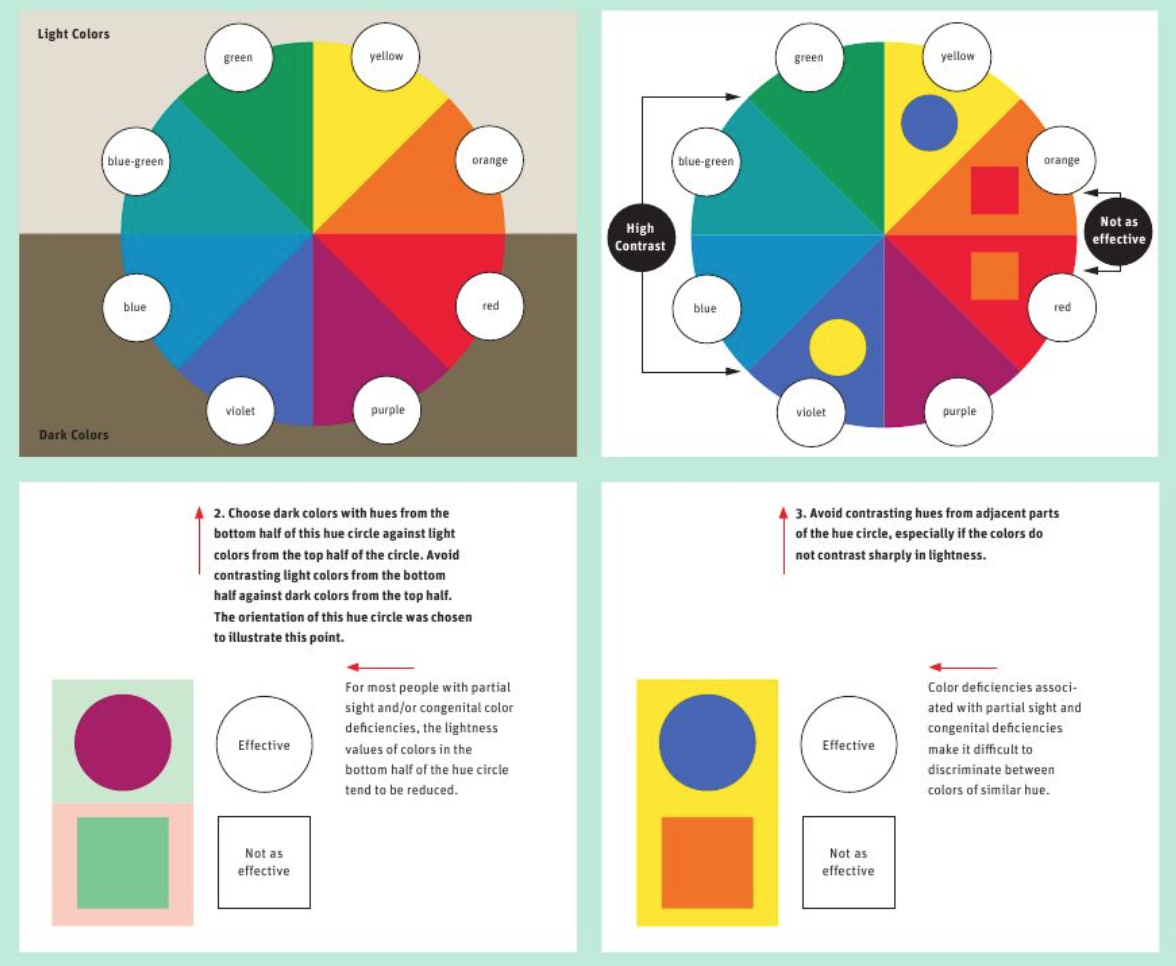 Light Colors
green
yellow
blue-green
orange
blue
red
violet
purple
Dark Colors
green
yellow
blue-green
orange
High
Contrast
Not as
effective
blue
red
violet
purple
2. Choose dark colors with hues from the
bottom half of this hue circle against light
colors from the top half of the circle. Avoid
contrasting light colors from the bottom
half against dark colors from the top half.
The orientation of this hue circle was chosen
to illustrate this point.
For most people with partial
sight and/or congenital color
deficiencies, the lightness
values of colors in the
bottom half of the hue circle
tend to be reduced.
Effective
Not as
effective
3. Avoid contrasting hues from adjacent parts
of the hue circle, especially if the colors do
not contrast sharply in lightness.
Color deficiencies associ-
ated with partial sight and
congenital deficiencies
make it difficult to
discriminate between
colors of similar hue.
Effective
Not as
effective